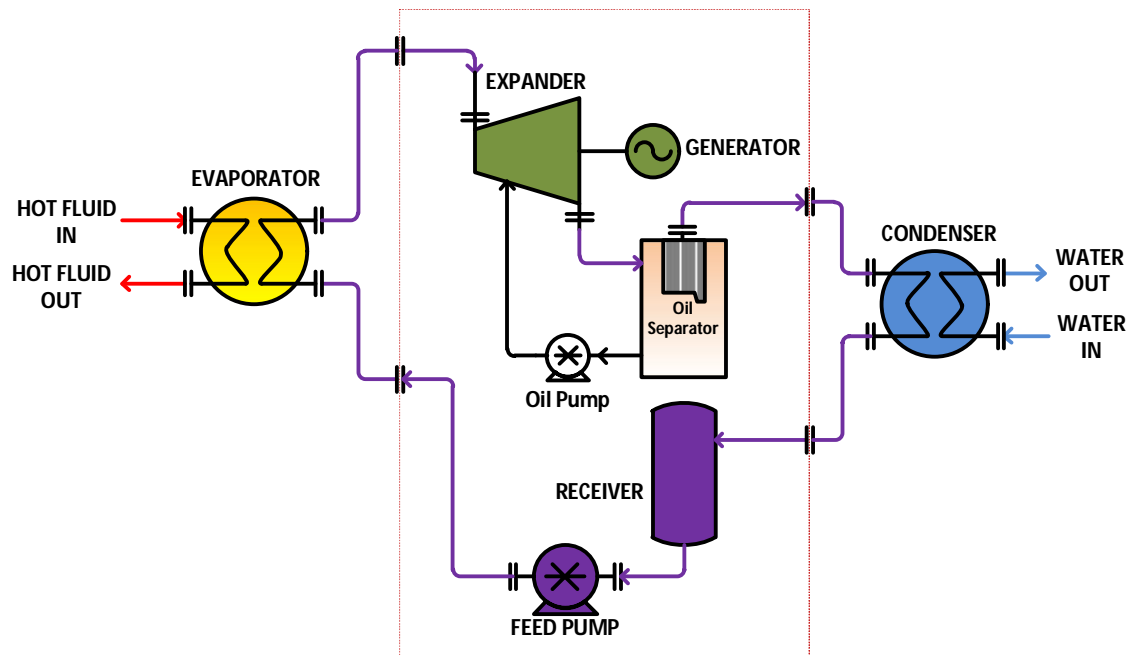 EXPANDER
GENERATOR
EVAPORATOR
HOT FLUID
IN
HOT FLUID
OUT
CONDENSER
WATER
OUT
WATER
IN
Oil
Separator
Oil Pump
RECEIVER
FEED PUMP